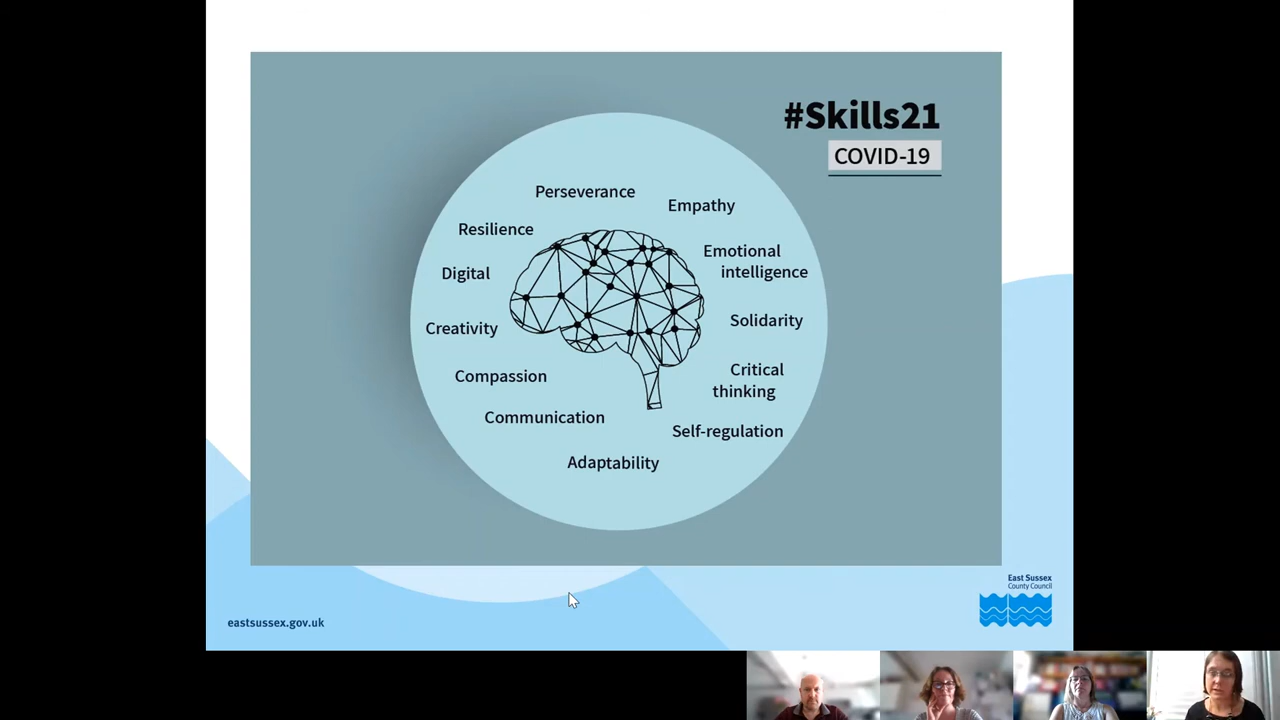 #Skills21
COVID-19
Perseverance
Empathy
Resilience
Emotional
intelligence
Digital
Solidarity
Creativity
Critical
thinking
Compassion
Communication
Self-regulation
Adaptability
East Sussex
County Council
eastsussex.gov.uk